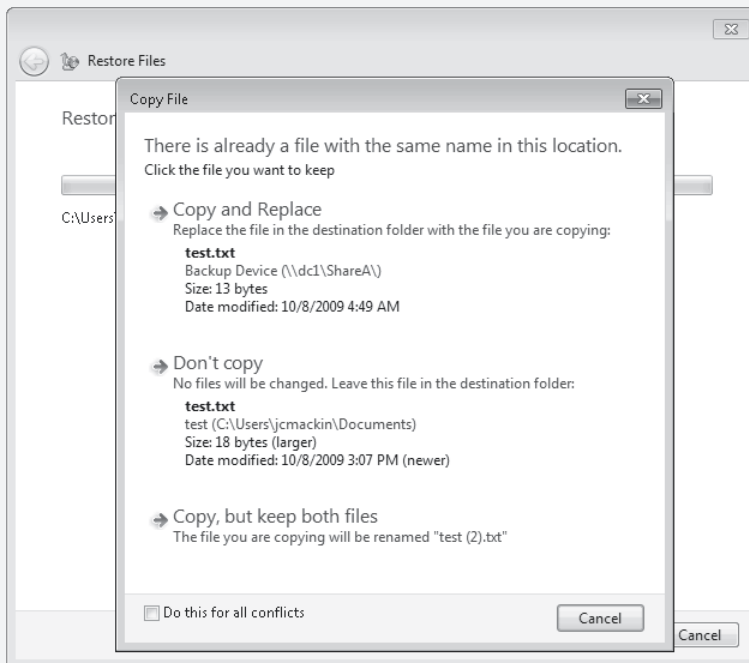 Restore Files
Restor
C:\Users\
Copy File
There is already a file with the same name in this location.
Click the file you want to keep
Copy and Replace
Replace the file in the destination folder with the file you are copying:
test.txt
Backup Device (\\dc1\ShareA\)
Size: 13 bytes
Date modified: 10/8/2009 4:49 AM
Don't copy
No files will be changed. Leave this file in the destination folder:
test.txt
test (C:\Users\jcmackin\Documents)
Size: 18 bytes (larger)
Date modified: 10/8/2009 3:07 PM (newer)
Copy, but keep both files
The file you are copying will be renamed "test (2).txt"
Do this for all conflicts
Cancel
Cancel